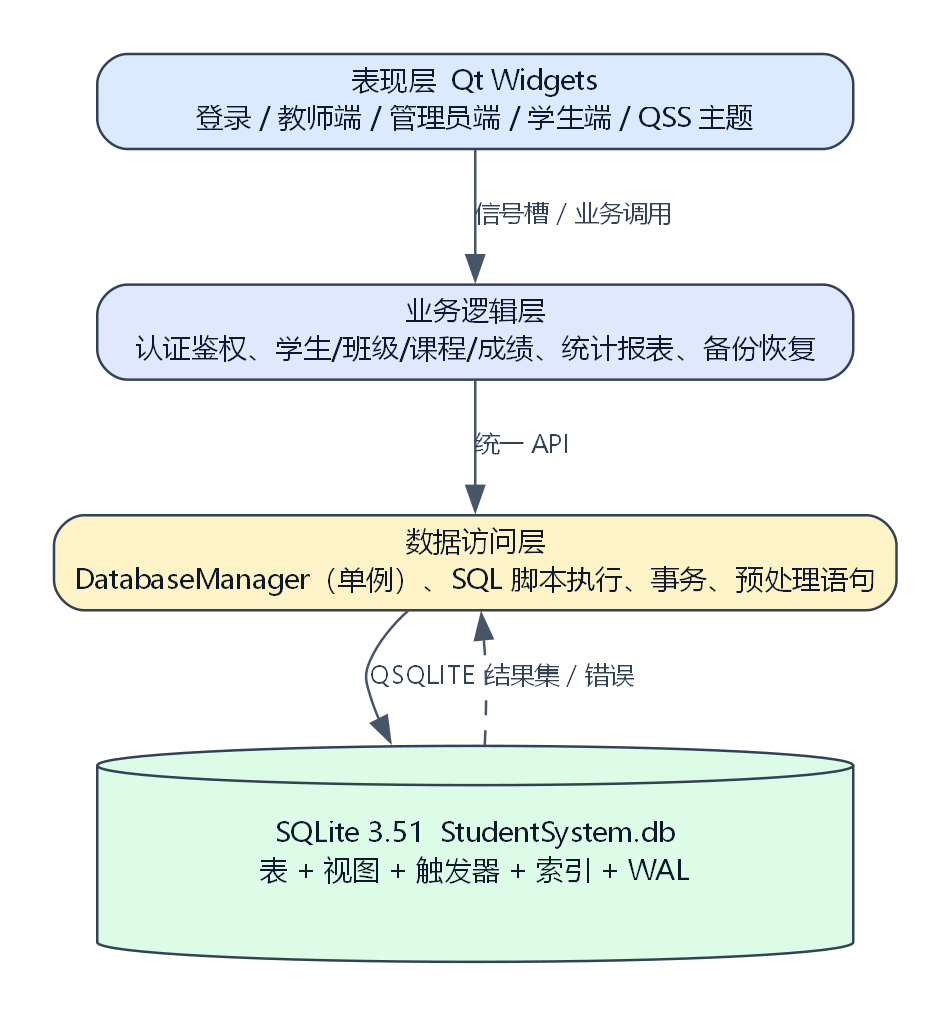 表现层 Qt Widgets
登录 / 教师端 / 管理员端 / 学生端 / QSS 主题
信号槽 / 业务调用
业务逻辑层
认证鉴权、学生/班级/课程/成绩、统计报表、备份恢复
统一 API
数据访问层
DatabaseManager（单例）、SQL 脚本执行、事务、预处理语句
QSQLITE 结果集 / 错误
SQLite 3.51 StudentSystem.db
表 + 视图 + 触发器 + 索引 + WAL